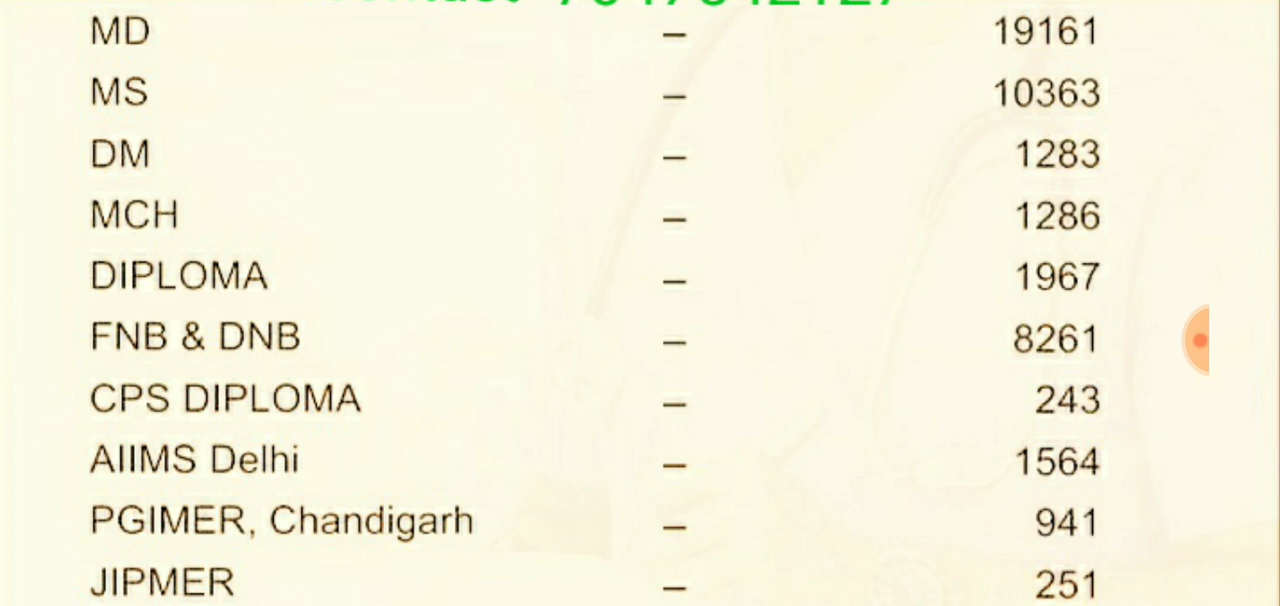 MD – 19161
MS – 10363
DM – 1283
MCH – 1286
DIPLOMA – 1967
FNB & DNB – 8261
CPS DIPLOMA – 243
AIIMS Delhi – 1564
PGIMER, Chandigarh – 941
JIPMER – 251